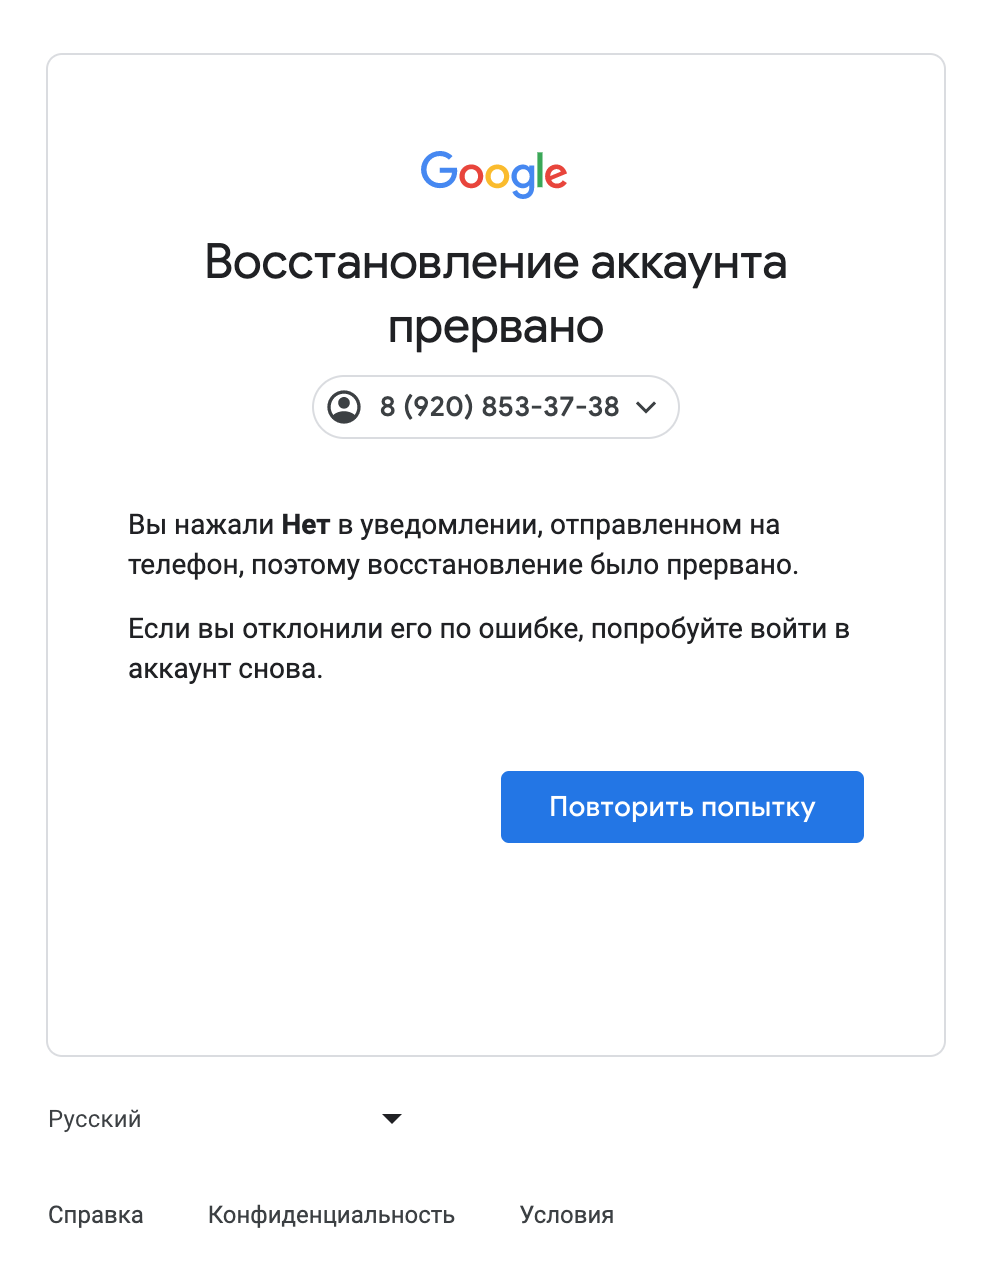 Google
Восстановление аккаунта
прервано
8 (920) 853-37-38
Вы нажали Нет в уведомлении, отправленном на
телефон, поэтому восстановление было прервано.
Если вы отклонили его по ошибке, попробуйте войти в
аккаунт снова.
Повторить попытку
Русский
Справка Конфиденциальность Условия